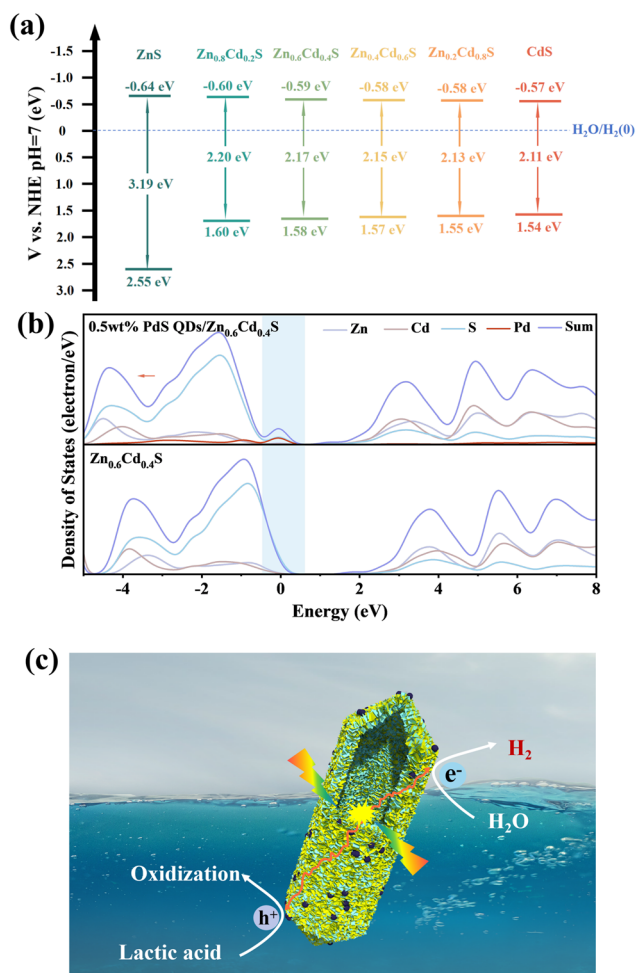 (a)
V vs. NHE pH=7 (eV)
-1.5
-1.0
-0.5
0
0.5
1.0
1.5
2.0
2.5
3.0
ZnS Zn0.8Cd0.2S Zn0.6Cd0.4S Zn0.4Cd0.6S Zn0.2Cd0.8S CdS
-0.64 eV -0.60 eV -0.59 eV -0.58 eV -0.58 eV -0.57 eV
H2O/H2(0)
3.19 eV 2.20 eV 2.17 eV 2.15 eV 2.13 eV 2.11 eV
2.55 eV 1.60 eV 1.58 eV 1.57 eV 1.55 eV 1.54 eV
(b)
Density of States (electron/eV)
0.5wt% PdS QDs/Zn0.6Cd0.4S
Zn Cd S Pd Sum
Zn0.6Cd0.4S
-4 -2 0 2 4 6 8
Energy (eV)
(c)
H2
e-
H2O
Oxidization
h+
Lactic acid